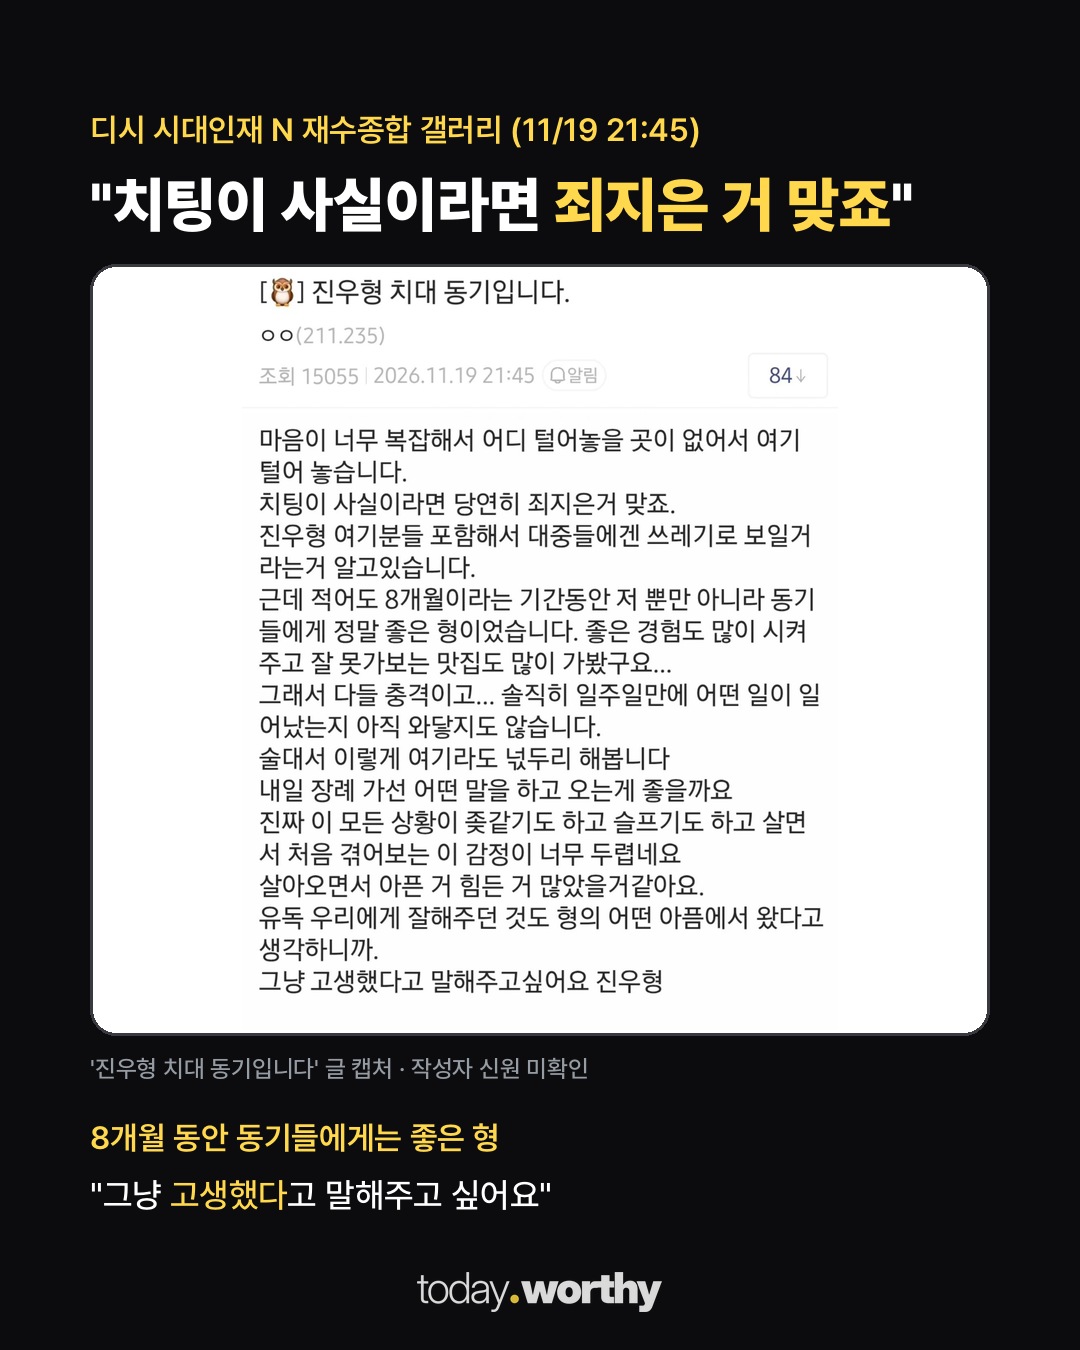 디시 시대인재 N 재수종합 갤러리 (11/19 21:45)
"치팅이 사실이라면 죄지은 거 맞죠"
[🦉] 진우형 치대 동기입니다.
ㅇㅇ(211.235)
조회 15055 | 2026.11.19 21:45 알림 84↓
마음이 너무 복잡해서 어디 털어놓을 곳이 없어서 여기
털어 놓습니다.
치팅이 사실이라면 당연히 죄지은거 맞죠.
진우형 여기분들 포함해서 대중들에겐 쓰레기로 보일거
라는거 알고있습니다.
근데 적어도 8개월이라는 기간동안 저 뿐만 아니라 동기
들에게 정말 좋은 형이었습니다. 좋은 경험도 많이 시켜
주고 잘 못가보는 맛집도 많이 가봤구요...
그래서 다들 충격이고... 솔직히 일주일만에 어떤 일이 일
어났는지 아직 와닿지도 않습니다.
술대서 이렇게 여기라도 넋두리 해봅니다
내일 장례 가선 어떤 말을 하고 오는게 좋을까요
진짜 이 모든 상황이 좆같기도 하고 슬프기도 하고 살면
서 처음 겪어보는 이 감정이 너무 두렵네요
살아오면서 아픈 거 힘든 거 많았을거같아요.
유독 우리에게 잘해주던 것도 형의 어떤 아픔에서 왔다고
생각하니까.
그냥 고생했다고 말해주고싶어요 진우형
'진우형 치대 동기입니다' 글 캡처 · 작성자 신원 미확인
8개월 동안 동기들에게는 좋은 형
"그냥 고생했다고 말해주고 싶어요"
today.worthy